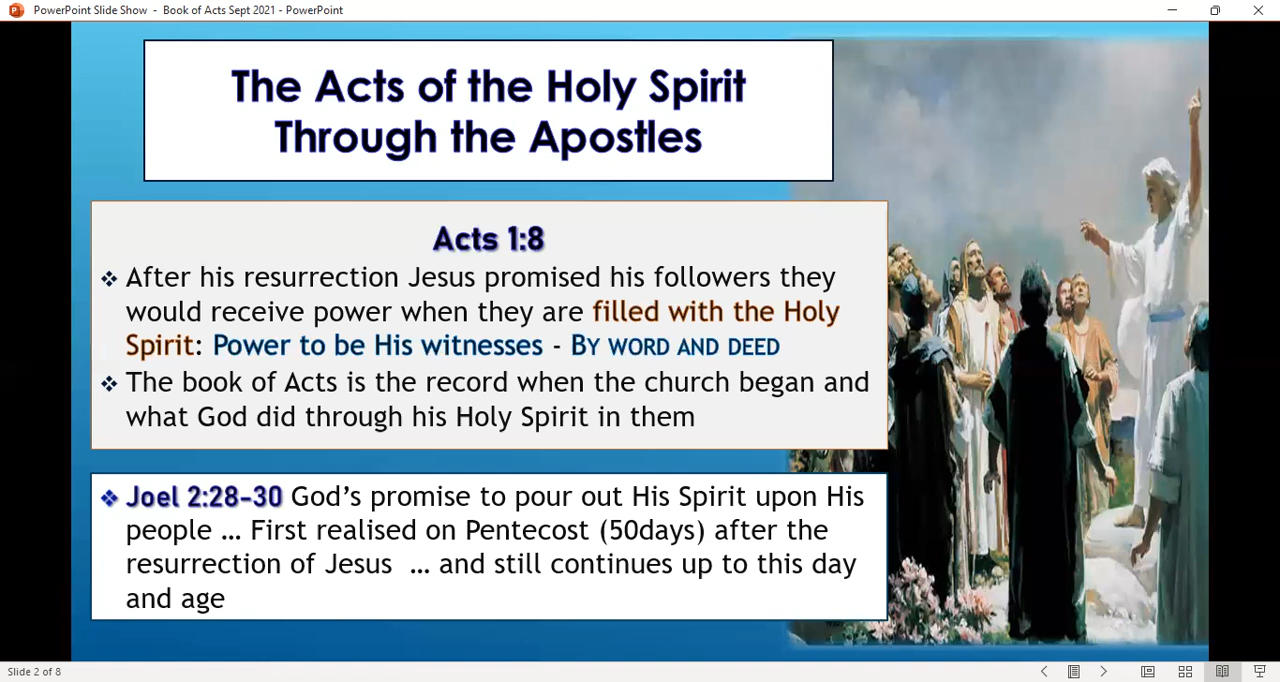 PowerPoint Slide Show - Book of Acts Sept 2021 - PowerPoint
The Acts of the Holy Spirit
Through the Apostles
Acts 1:8
❖ After his resurrection Jesus promised his followers they
would receive power when they are filled with the Holy
Spirit: Power to be His witnesses - BY WORD AND DEED
❖ The book of Acts is the record when the church began and
what God did through his Holy Spirit in them
❖ Joel 2:28-30 God's promise to pour out His Spirit upon His
people ... First realised on Pentecost (50days) after the
resurrection of Jesus ... and still continues up to this day
and age
Slide 2 of 8